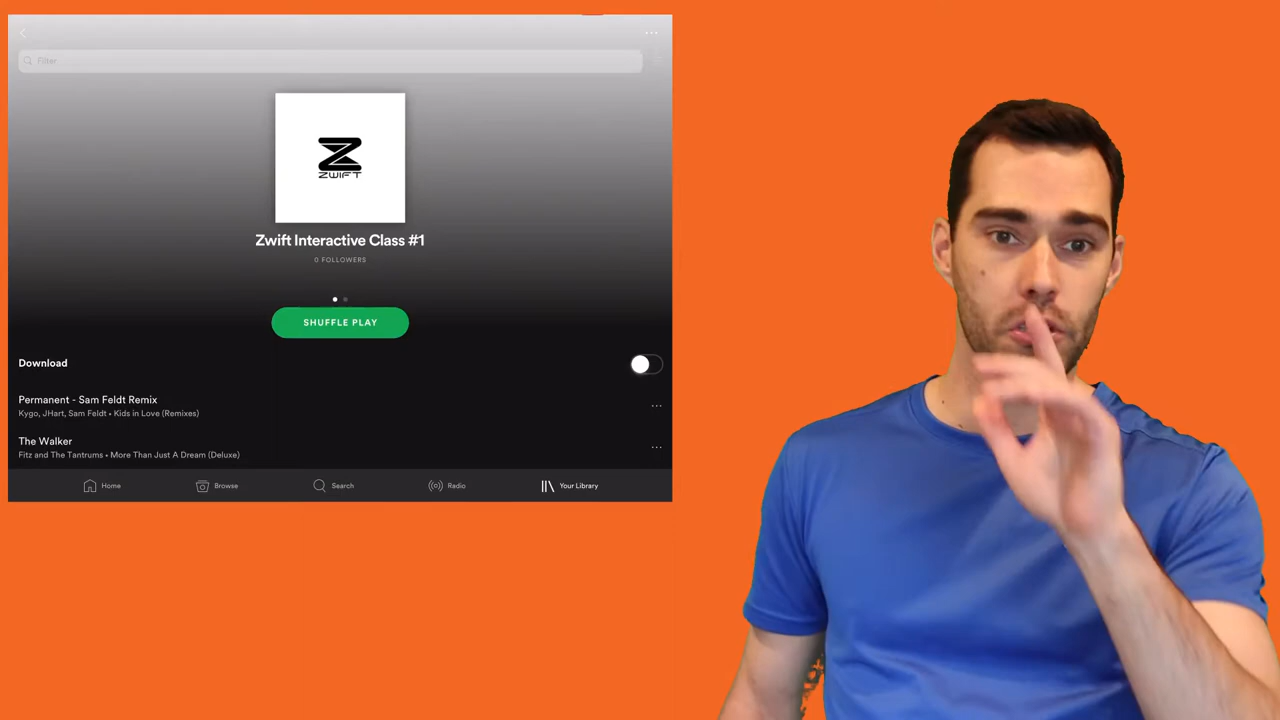 Filter
ZWIFT
Zwift Interactive Class #1
0 FOLLOWERS
SHUFFLE PLAY
Download
Permanent - Sam Feldt Remix
Kygo, JHart, Sam Feldt • Kids in Love (Remixes)
The Walker
Fitz and The Tantrums • More Than Just A Dream (Deluxe)
Home Browse Search Radio Your Library